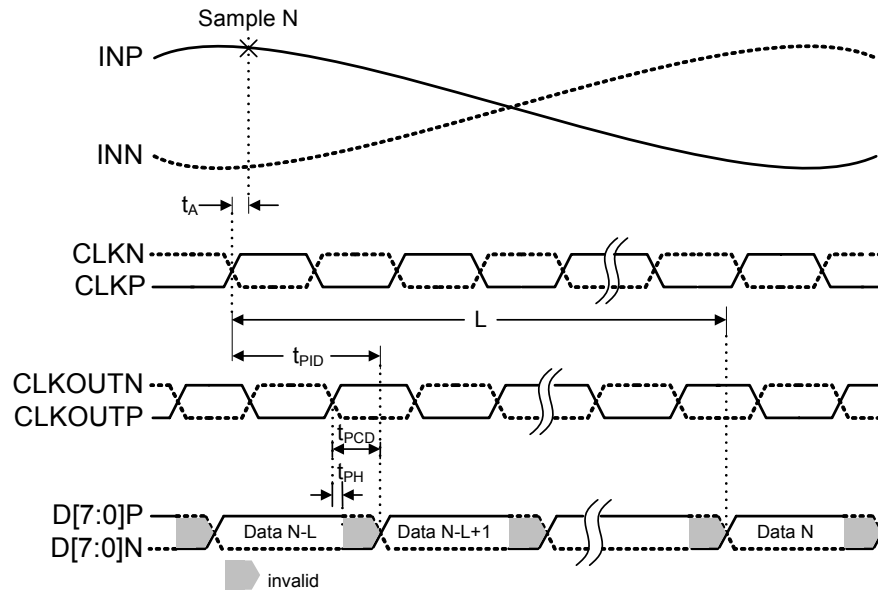 Sample N
INP
INN
tA
CLKN
CLKP
L
tPID
CLKOUTN
CLKOUTP
tPCD
tPH
D[7:0]P
D[7:0]N
Data N-L
Data N-L+1
Data N
invalid